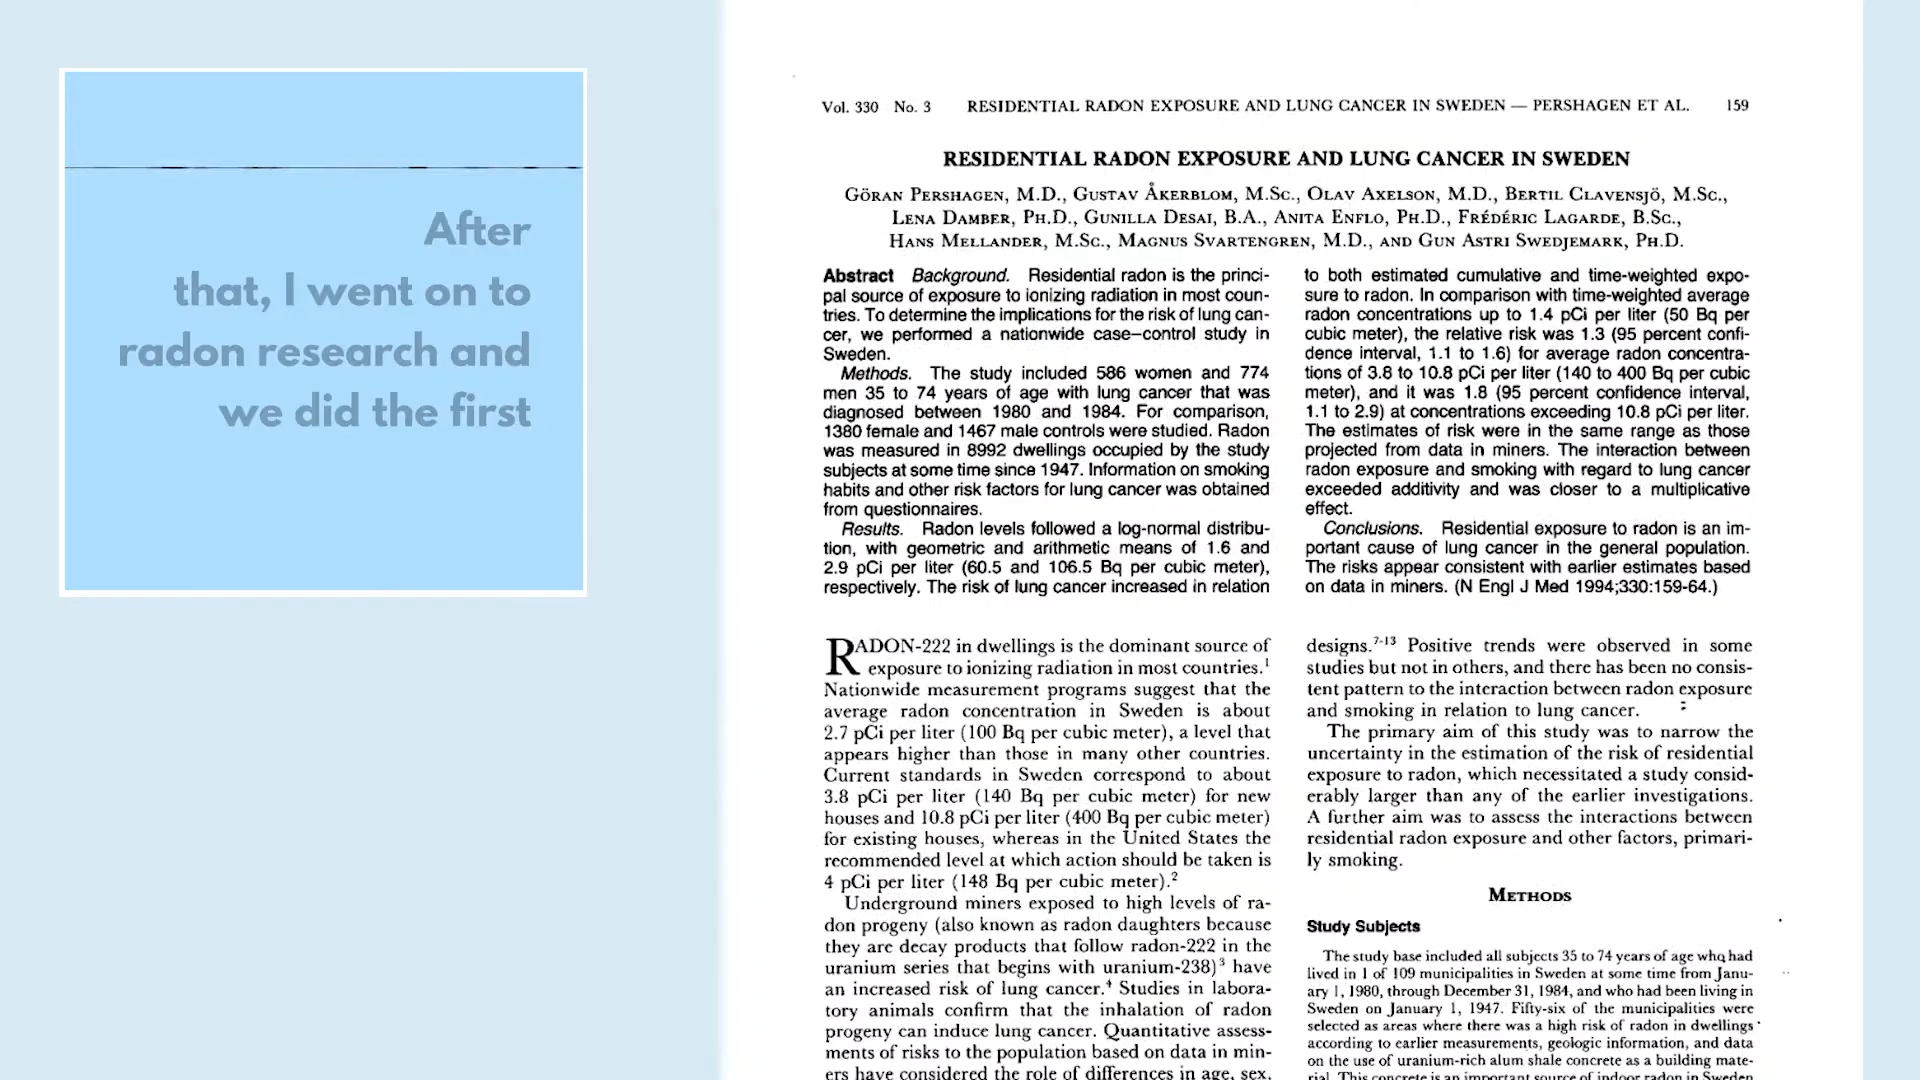 After
that, I went on to
radon research and
we did the first
Vol. 330 No. 3 RESIDENTIAL RADON EXPOSURE AND LUNG CANCER IN SWEDEN — PERSHAGEN ET AL. 159
RESIDENTIAL RADON EXPOSURE AND LUNG CANCER IN SWEDEN
GÖRAN PERSHAGEN, M.D., GUSTAV ÅKERBLOM, M.SC., OLAV AXELSON, M.D., BERTIL CLAVENSJÖ, M.SC.,
LENA DAMBER, PH.D., GUNILLA DESAI, B.A., ANITA ENFLO, PH.D., FRÉDÉRIC LAGARDE, B.SC.,
HANS MELLANDER, M.SC., MAGNUS SVARTENGREN, M.D., AND GUN ASTRI SWEDJEMARK, PH.D.
Abstract Background. Residential radon is the princi-
pal source of exposure to ionizing radiation in most coun-
tries. To determine the implications for the risk of lung can-
cer, we performed a nationwide case–control study in
Sweden.
Methods. The study included 586 women and 774
men 35 to 74 years of age with lung cancer that was
diagnosed between 1980 and 1984. For comparison,
1380 female and 1467 male controls were studied. Radon
was measured in 8992 dwellings occupied by the study
subjects at some time since 1947. Information on smoking
habits and other risk factors for lung cancer was obtained
from questionnaires.
Results. Radon levels followed a log-normal distribu-
tion, with geometric and arithmetic means of 1.6 and
2.9 pCi per liter (60.5 and 106.5 Bq per cubic meter),
respectively. The risk of lung cancer increased in relation
to both estimated cumulative and time-weighted expo-
sure to radon. In comparison with time-weighted average
radon concentrations up to 1.4 pCi per liter (50 Bq per
cubic meter), the relative risk was 1.3 (95 percent confi-
dence interval, 1.1 to 1.6) for average radon concentra-
tions of 3.8 to 10.8 pCi per liter (140 to 400 Bq per cubic
meter), and it was 1.8 (95 percent confidence interval,
1.1 to 2.9) at concentrations exceeding 10.8 pCi per liter.
The estimates of risk were in the same range as those
projected from data in miners. The interaction between
radon exposure and smoking with regard to lung cancer
exceeded additivity and was closer to a multiplicative
effect.
Conclusions. Residential exposure to radon is an im-
portant cause of lung cancer in the general population.
The risks appear consistent with earlier estimates based
on data in miners. (N Engl J Med 1994;330:159-64.)
RADON-222 in dwellings is the dominant source of
exposure to ionizing radiation in most countries.1
Nationwide measurement programs suggest that the
average radon concentration in Sweden is about
2.7 pCi per liter (100 Bq per cubic meter), a level that
appears higher than those in many other countries.
Current standards in Sweden correspond to about
3.8 pCi per liter (140 Bq per cubic meter) for new
houses and 10.8 pCi per liter (400 Bq per cubic meter)
for existing houses, whereas in the United States the
recommended level at which action should be taken is
4 pCi per liter (148 Bq per cubic meter).2
Underground miners exposed to high levels of ra-
don progeny (also known as radon daughters because
they are decay products that follow radon-222 in the
uranium series that begins with uranium-238)3 have
an increased risk of lung cancer.4 Studies in labora-
tory animals confirm that the inhalation of radon
progeny can induce lung cancer. Quantitative assess-
ments of risks to the population based on data in min-
ers have considered the role of differences in age, sex,
designs.7-13 Positive trends were observed in some
studies but not in others, and there has been no consis-
tent pattern to the interaction between radon exposure
and smoking in relation to lung cancer.
The primary aim of this study was to narrow the
uncertainty in the estimation of the risk of residential
exposure to radon, which necessitated a study consid-
erably larger than any of the earlier investigations.
A further aim was to assess the interactions between
residential radon exposure and other factors, primari-
ly smoking.
METHODS
Study Subjects
The study base included all subjects 35 to 74 years of age who had
lived in 1 of 109 municipalities in Sweden at some time from Janu-
ary 1, 1980, through December 31, 1984, and who had been living in
Sweden on January 1, 1947. Fifty-six of the municipalities were
selected as areas where there was a high risk of radon in dwellings
according to earlier measurements, geologic information, and data
on the use of uranium-rich alum shale concrete as a building mate-
rial. This concrete is an important source of indoor radon in Sweden